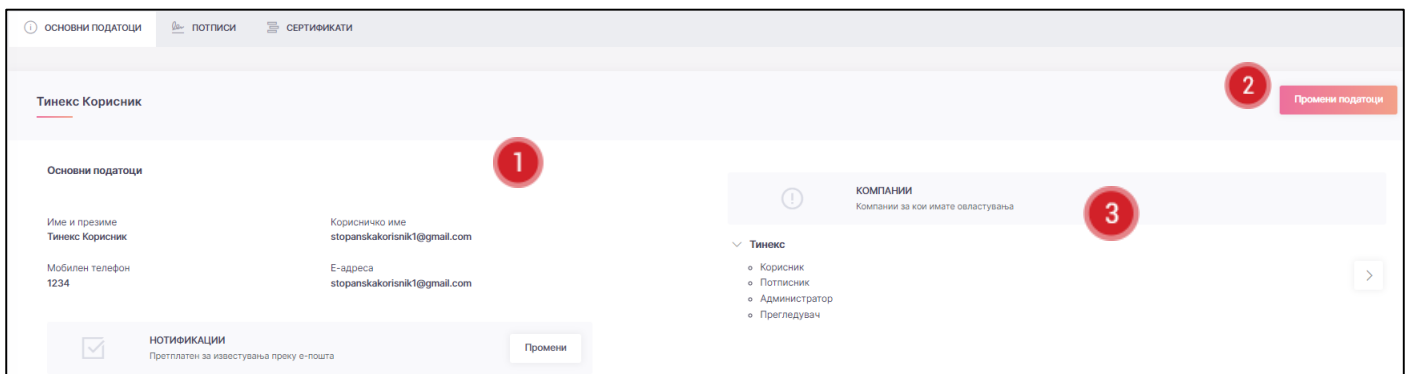 ОСНОВНИ ПОДАТОЦИ
ПОТПИСИ
СЕРТИФИКАТИ
Тинекс Корисник
2
Промени податоци
1
Основни податоци
Име и презиме
Тинекс Корисник
Корисничко име
stopanskakorisnik1@gmail.com
Мобилен телефон
1234
Е-адреса
stopanskakorisnik1@gmail.com
НОТИФИКАЦИИ
Претплатен за известувања преку е-пошта
Промени
КОМПАНИИ
Компании за кои имате овластувања
3
Тинекс
Корисник
Потписник
Администратор
Прегледувач